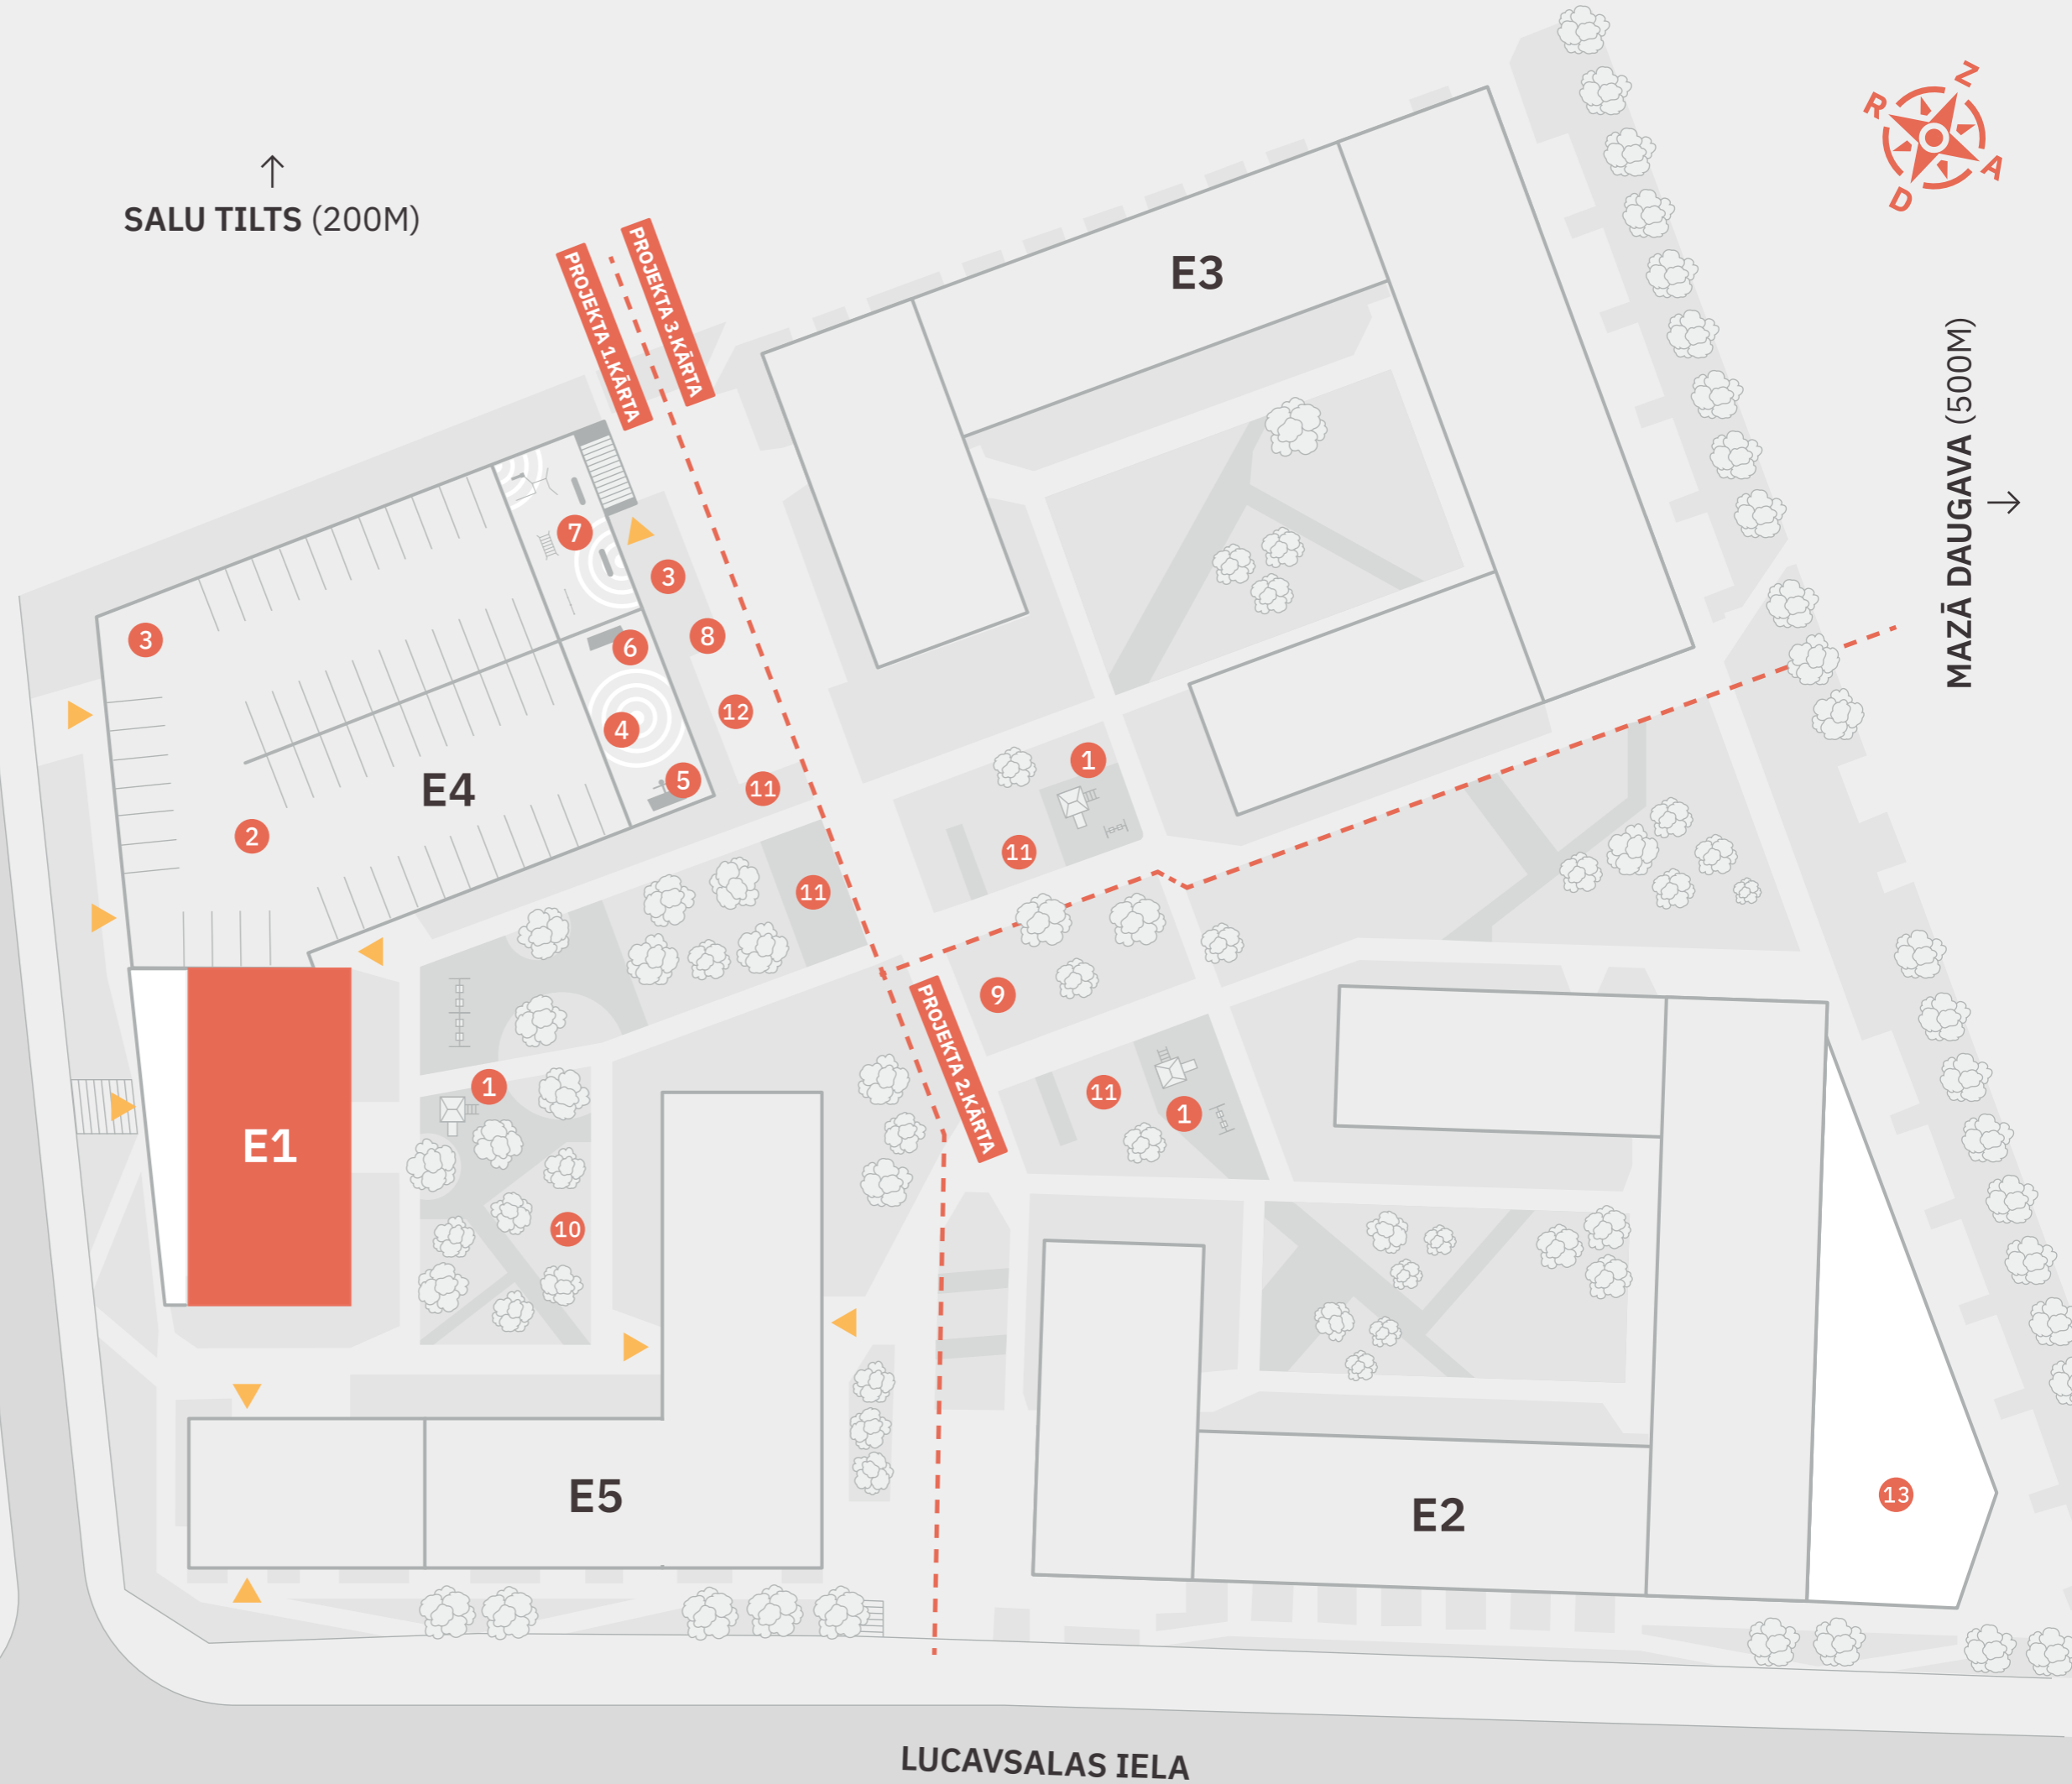 Z
R
A
D
SALU TILTS (200M)
PROJEKTA 1.KĀRTA
PROJEKTA 3.KĀRTA
E3
MAZĀ DAUGAVA (500M)
7
3
3
8
6
12
4
1
5
11
E4
2
11
11
9
PROJEKTA 2.KĀRTA
1
11
1
E1
10
13
E5
E2
LUCAVSALAS IELA